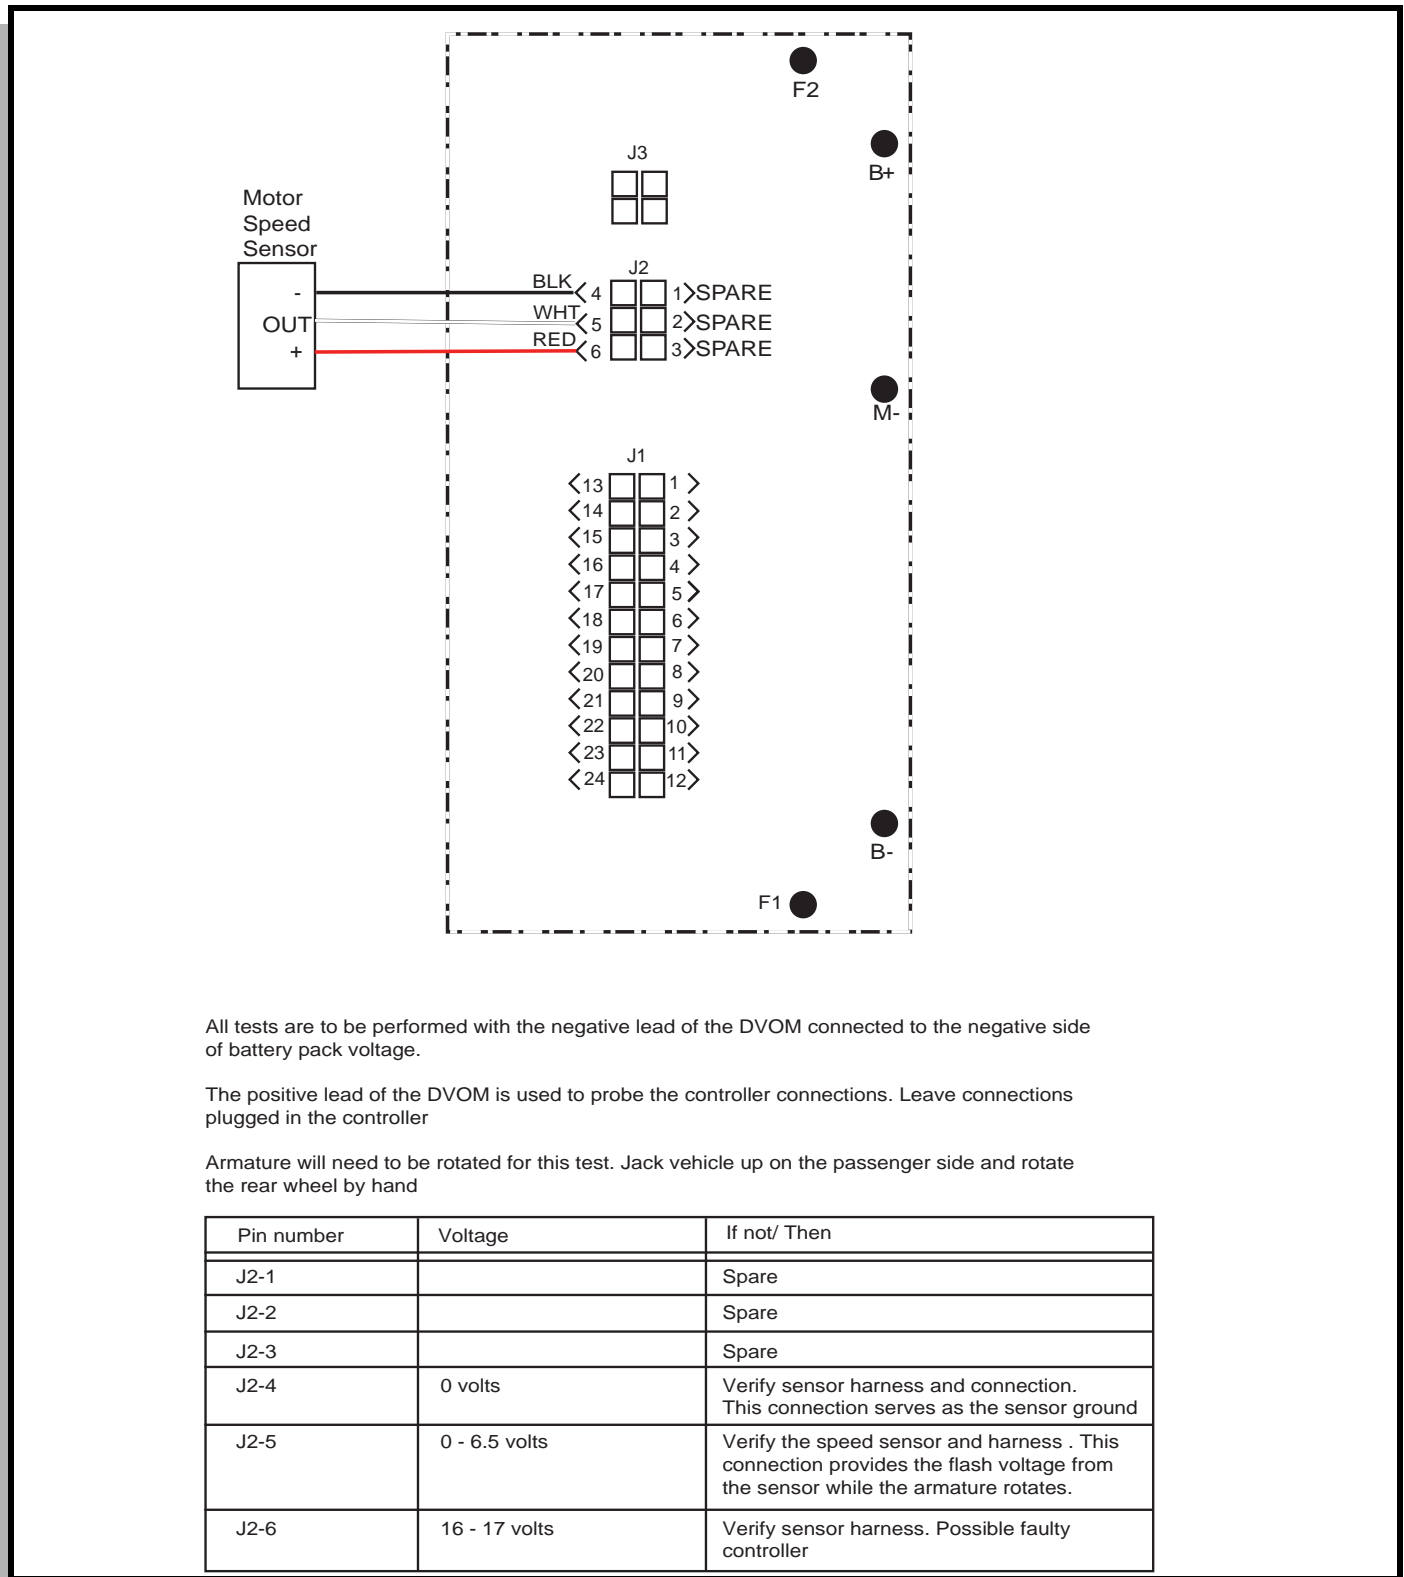 F2
B+
J3
Motor
Speed
Sensor
J2
- BLK 4 1 SPARE
OUT WHT 5 2 SPARE
+ RED 6 3 SPARE
M-
J1
13 1
14 2
15 3
16 4
17 5
18 6
19 7
20 8
21 9
22 10
23 11
24 12
B-
F1
All tests are to be performed with the negative lead of the DVOM connected to the negative side
of battery pack voltage.
The positive lead of the DVOM is used to probe the controller connections. Leave connections
plugged in the controller
Armature will need to be rotated for this test. Jack vehicle up on the passenger side and rotate
the rear wheel by hand
Pin number Voltage If not/ Then
J2-1 Spare
J2-2 Spare
J2-3 Spare
J2-4 0 volts Verify sensor harness and connection.
This connection serves as the sensor ground
J2-5 0 - 6.5 volts Verify the speed sensor and harness . This
connection provides the flash voltage from
the sensor while the armature rotates.
J2-6 16 - 17 volts Verify sensor harness. Possible faulty
controller